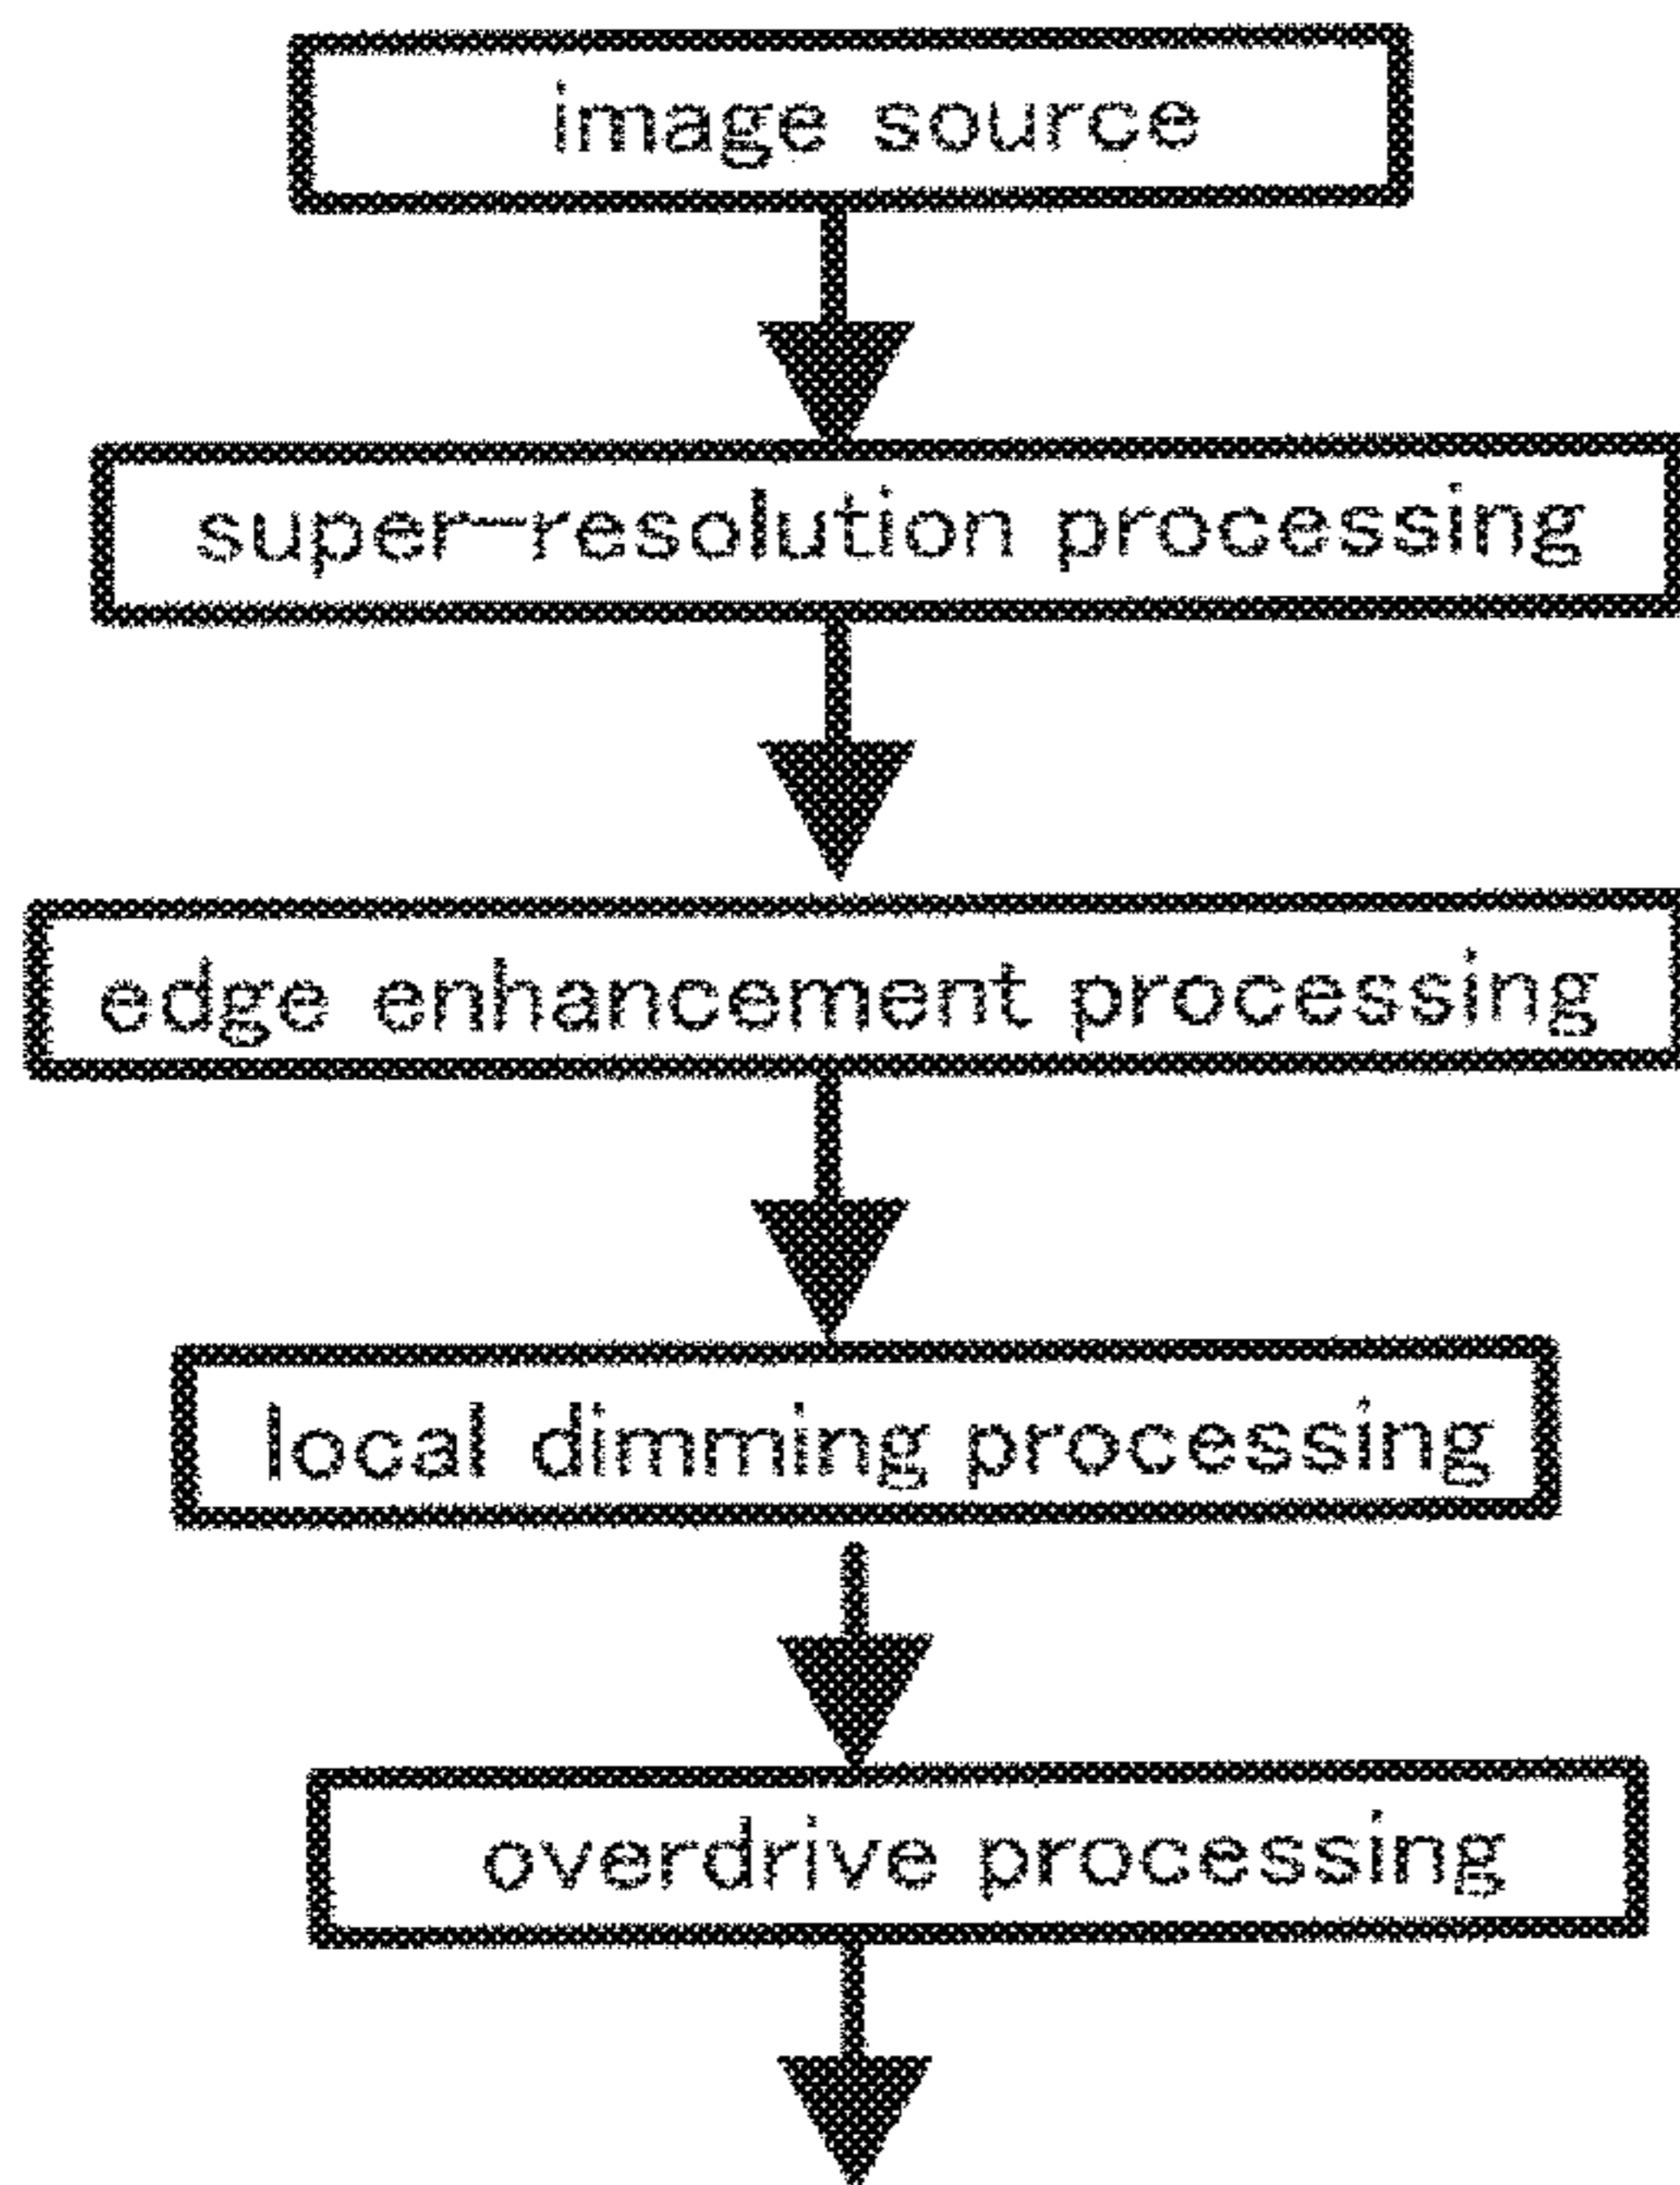 image source
super-resolution processing
edge enhancement processing
local dimming processing
overdrive processing